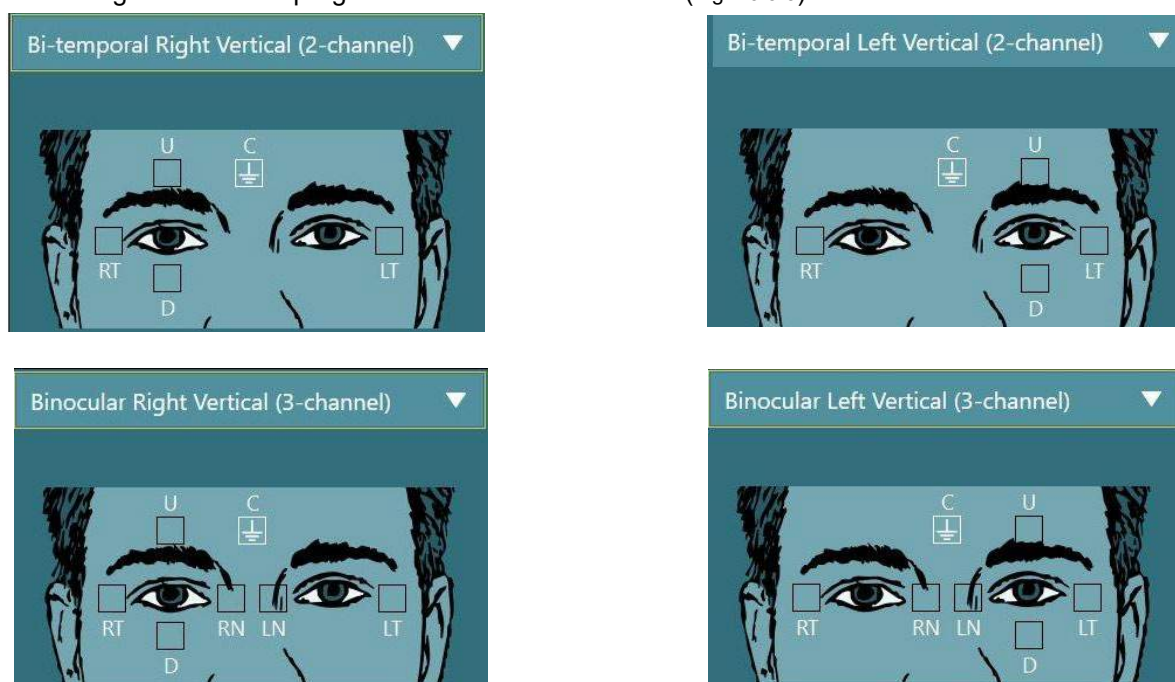 Bi-temporal Right Vertical (2-channel)
U C
RT LT
D
Bi-temporal Left Vertical (2-channel)
C U
RT LT
D
Binocular Right Vertical (3-channel)
U C
RT RN LN LT
D
Binocular Left Vertical (3-channel)
C U
RT RN LN LT
D